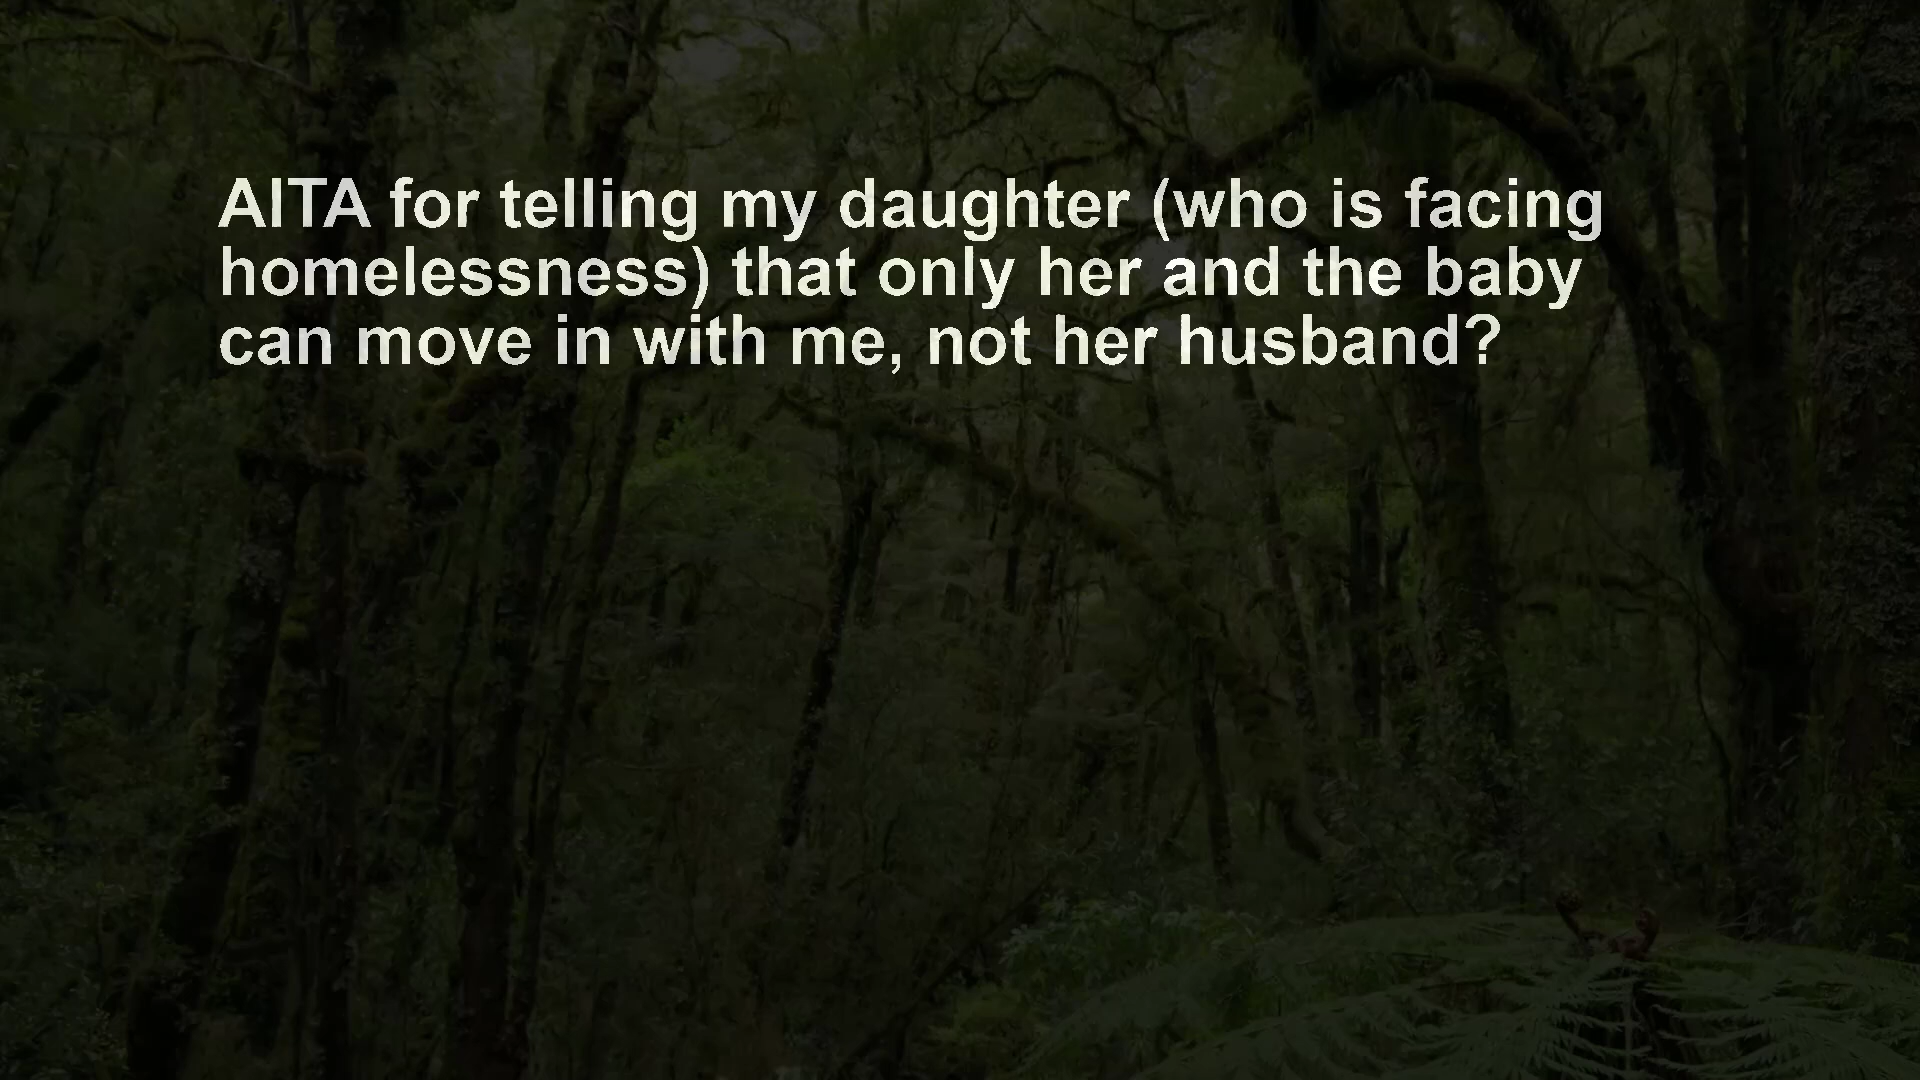 AITA for telling my daughter (who is facing
homelessness) that only her and the baby
can move in with me, not her husband?